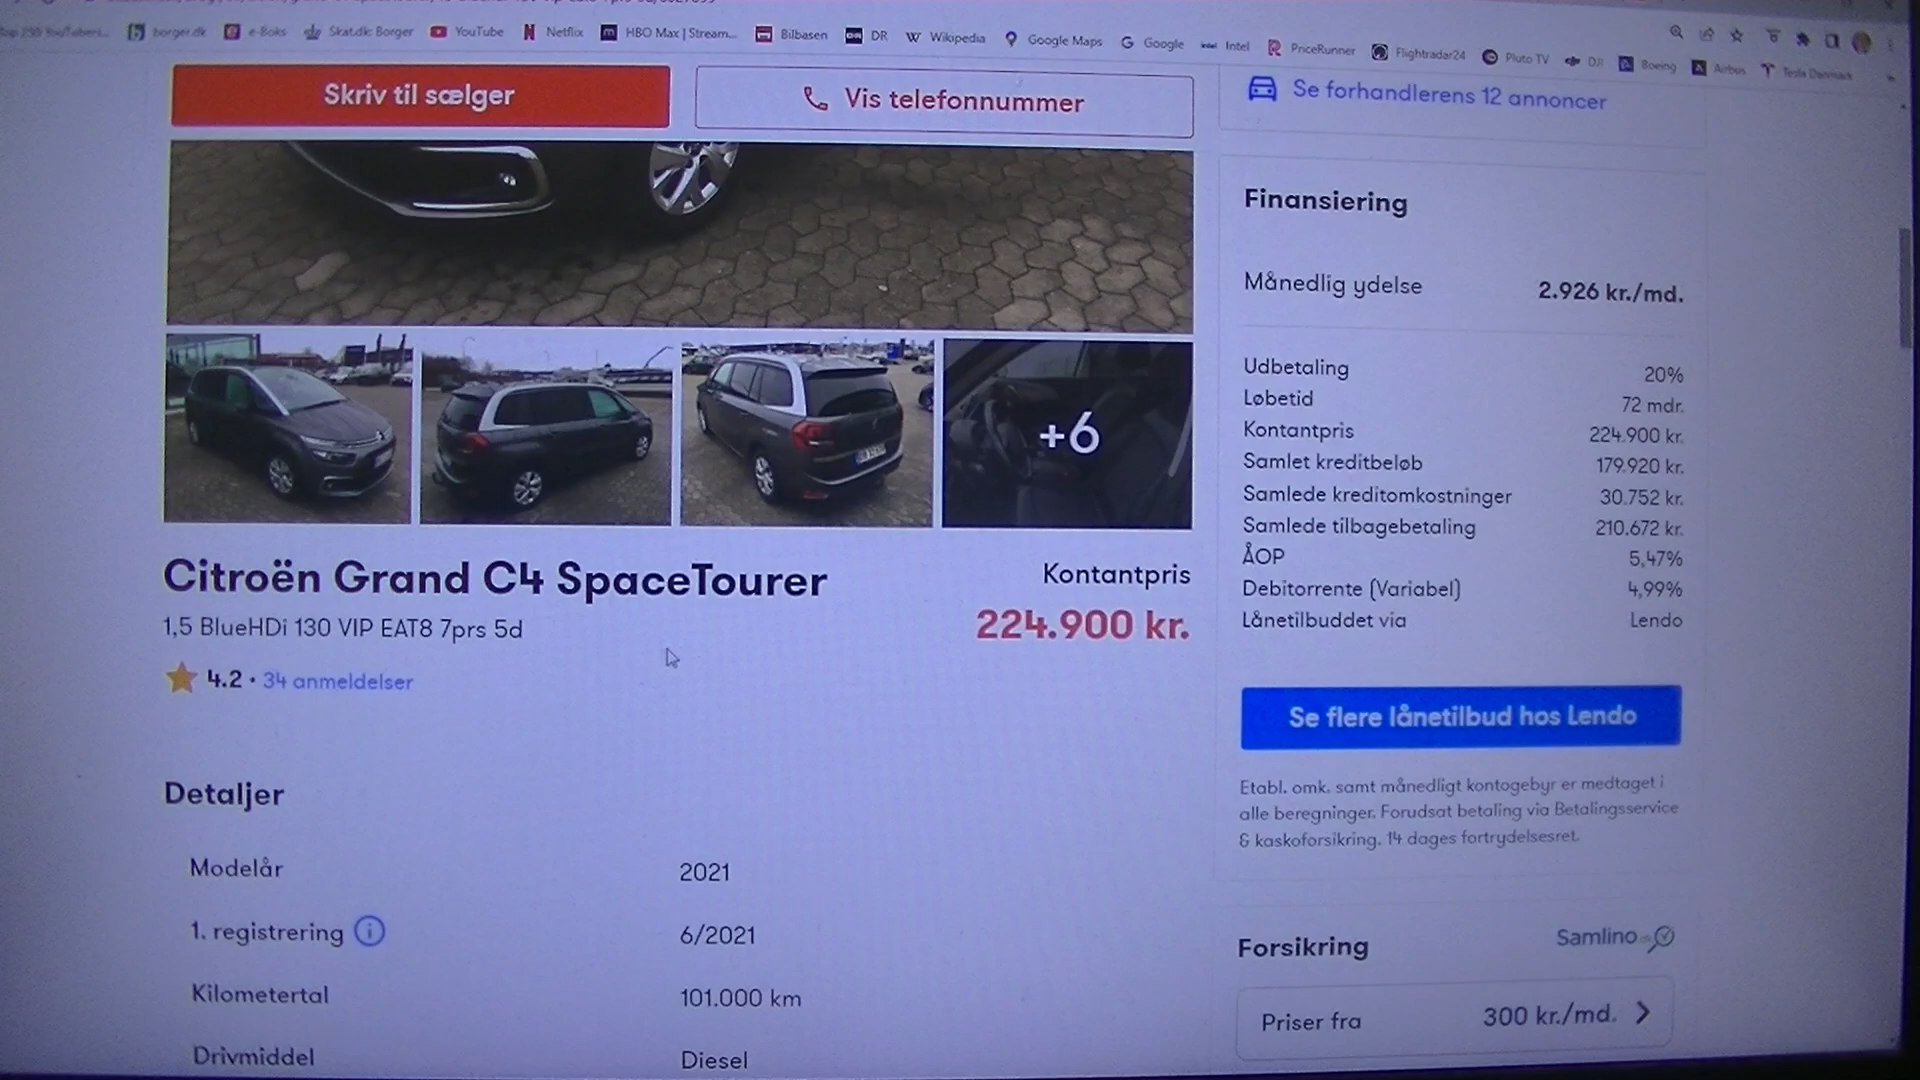 borger.dk e-Boks Skat.dk: Borger YouTube Netflix HBO Max | Stream... Bilbasen DR Wikipedia Google Maps Google Intel PriceRunner Flightradar24 Pluto TV DJI Boeing Airbus Tesla Danmark
Skriv til sælger
Vis telefonnummer
Se forhandlerens 12 annoncer
+6
Citroën Grand C4 SpaceTourer
1,5 BlueHDi 130 VIP EAT8 7prs 5d
4.2 • 34 anmeldelser
Kontantpris
224.900 kr.
Detaljer
Modelår 2021
1. registrering 6/2021
Kilometertal 101.000 km
Drivmiddel Diesel
Finansiering
Månedlig ydelse 2.926 kr./md.
Udbetaling 20%
Løbetid 72 mdr.
Kontantpris 224.900 kr.
Samlet kreditbeløb 179.920 kr.
Samlede kreditomkostninger 30.752 kr.
Samlede tilbagebetaling 210.672 kr.
ÅOP 5,47%
Debitorrente (Variabel) 4,99%
Lånetilbuddet via Lendo
Se flere lånetilbud hos Lendo
Etabl. omk. samt månedligt kontogebyr er medtaget i
alle beregninger. Forudsat betaling via Betalingsservice
& kaskoforsikring. 14 dages fortrydelsesret.
Forsikring
Samlino
Priser fra 300 kr./md.